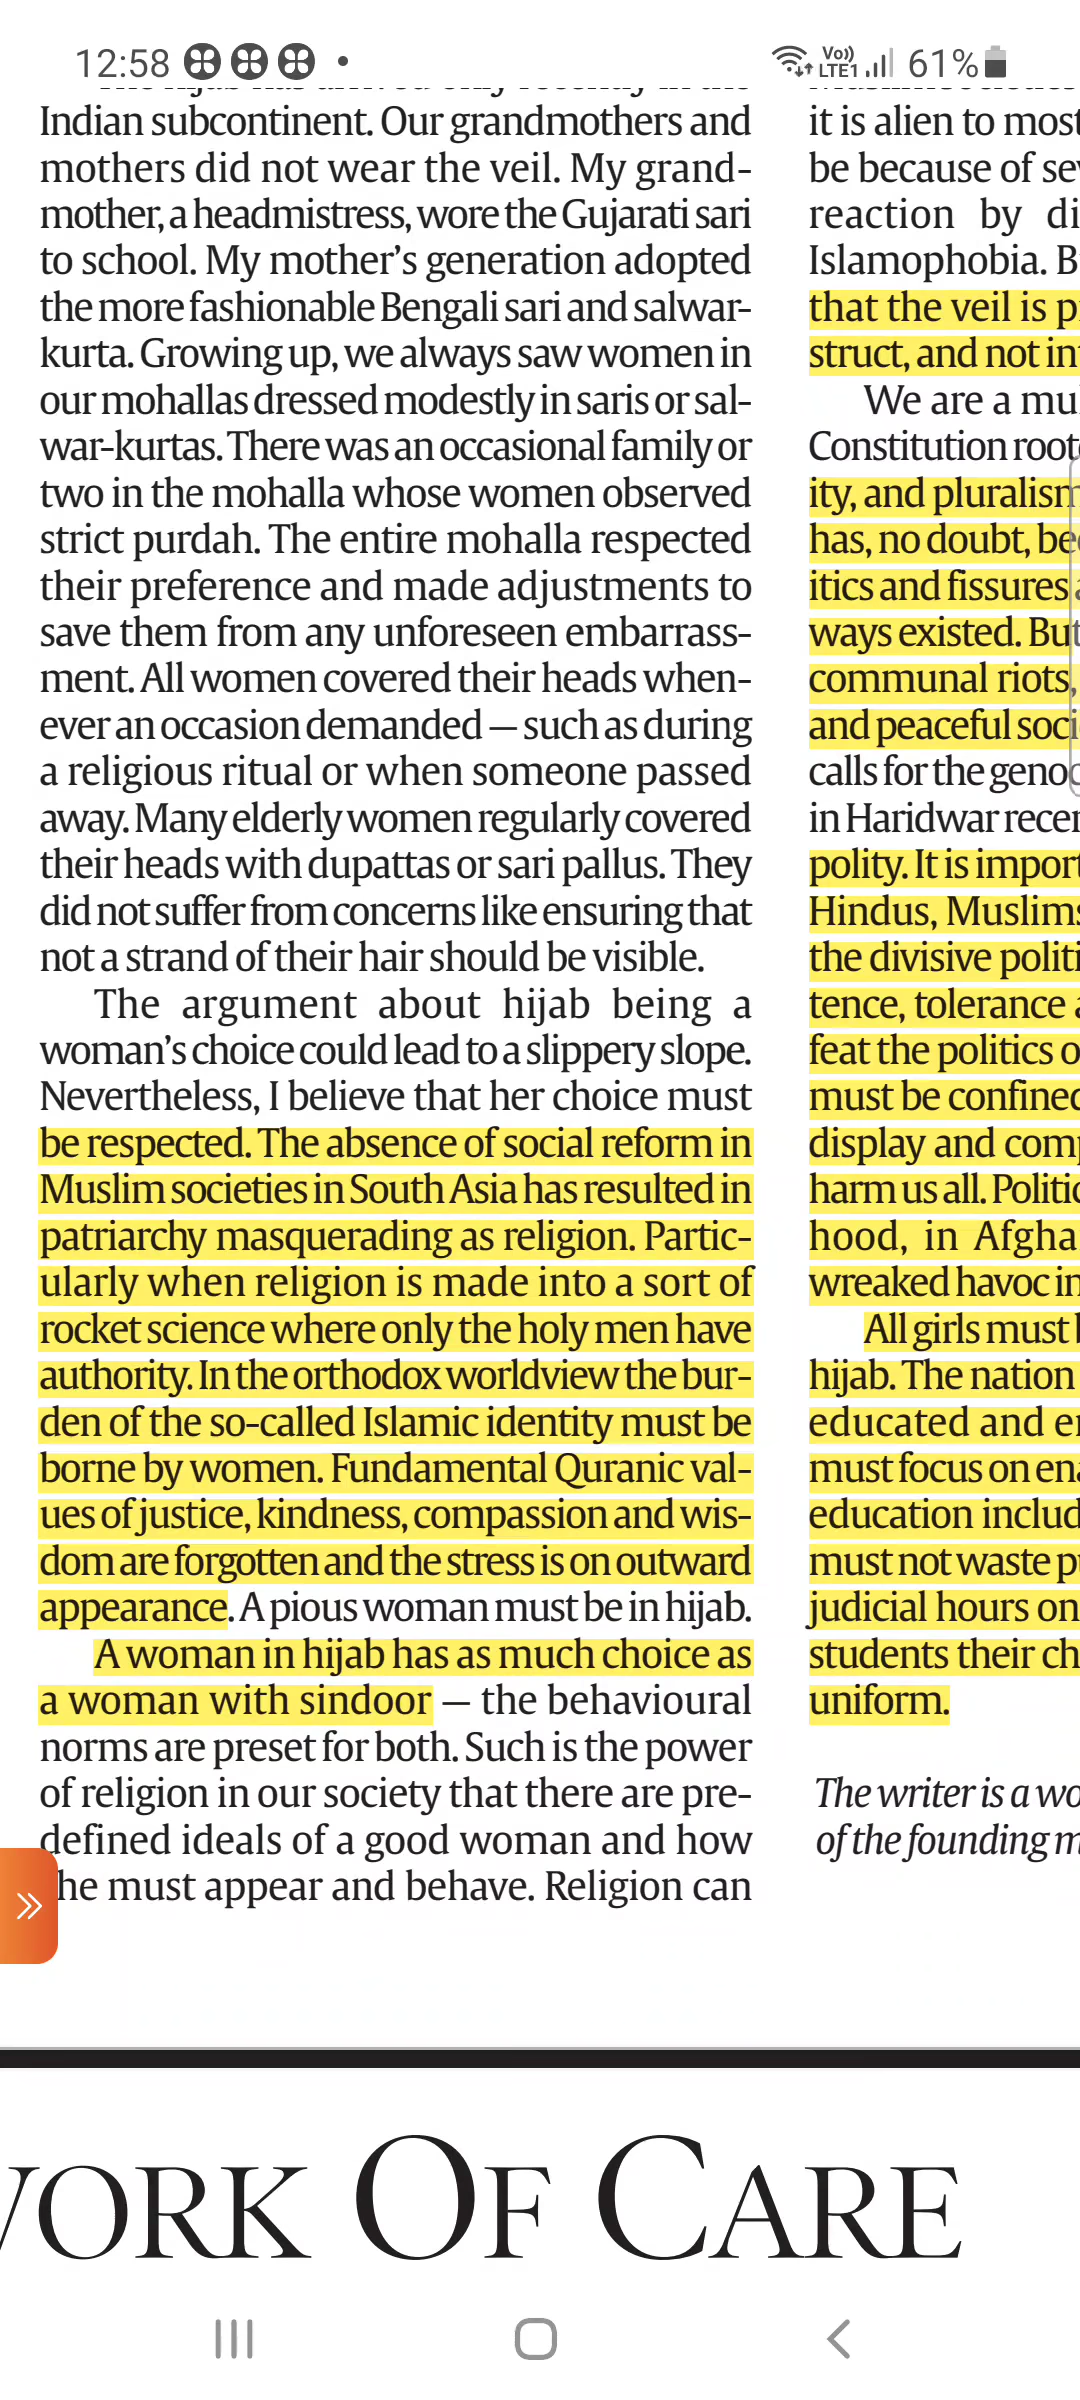 12:58
Vo))
LTE1
61%
Indian subcontinent. Our grandmothers and
mothers did not wear the veil. My grand-
mother, a headmistress, wore the Gujarati sari
to school. My mother's generation adopted
the more fashionable Bengali sari and salwar-
kurta. Growing up, we always saw women in
our mohallas dressed modestly in saris or sal-
war-kurtas. There was an occasional family or
two in the mohalla whose women observed
strict purdah. The entire mohalla respected
their preference and made adjustments to
save them from any unforeseen embarrass-
ment. All women covered their heads when-
ever an occasion demanded — such as during
a religious ritual or when someone passed
away. Many elderly women regularly covered
their heads with dupattas or sari pallus. They
did not suffer from concerns like ensuring that
not a strand of their hair should be visible.
The argument about hijab being a
woman's choice could lead to a slippery slope.
Nevertheless, I believe that her choice must
be respected. The absence of social reform in
Muslim societies in South Asia has resulted in
patriarchy masquerading as religion. Partic-
ularly when religion is made into a sort of
rocket science where only the holy men have
authority. In the orthodox worldview the bur-
den of the so-called Islamic identity must be
borne by women. Fundamental Quranic val-
ues of justice, kindness, compassion and wis-
dom are forgotten and the stress is on outward
appearance. A pious woman must be in hijab.
A woman in hijab has as much choice as
a woman with sindoor — the behavioural
norms are preset for both. Such is the power
of religion in our society that there are pre-
defined ideals of a good woman and how
he must appear and behave. Religion can
it is alien to most
be because of
reaction by
Islamophobia.
that the veil is
struct, and not
We are a
Constitution
ity, and pluralism
has, no doubt,
itics and fissures
ways existed. But
communal riots,
and peaceful
calls for the
in Haridwar
polity. It is
Hindus, Muslims
the divisive
tence, tolerance
feat the politics
must be confined
display and
harm us all.
hood, in
wreaked havoc in
All girls must
hijab. The nation
educated and
must focus on
education
must not waste
judicial hours on
students their
uniform.
The writer is a
of the founding
WORK OF CARE